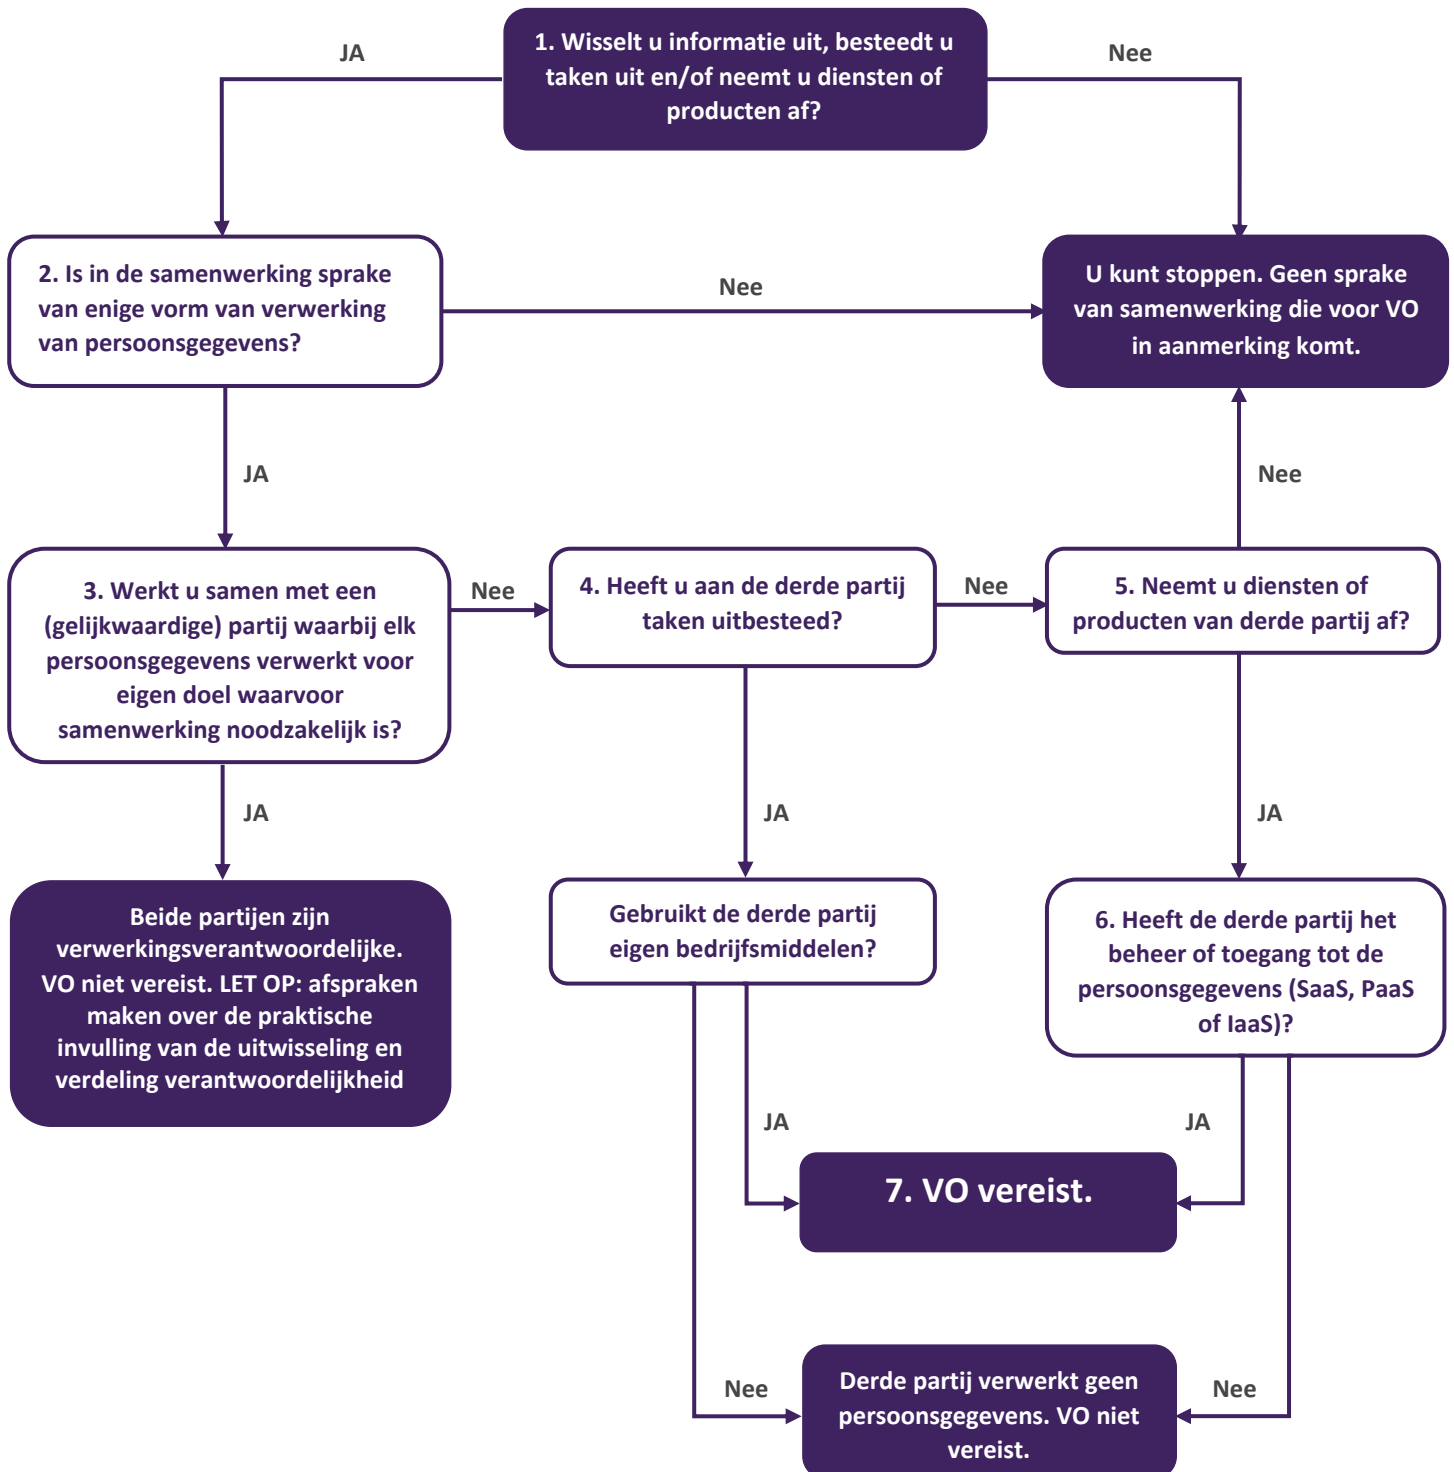 JA
1. Wisselt u informatie uit, besteedt u
taken uit en/of neemt u diensten of
producten af?
Nee
2. Is in de samenwerking sprake
van enige vorm van verwerking
van persoonsgegevens?
Nee
U kunt stoppen. Geen sprake
van samenwerking die voor VO
in aanmerking komt.
JA
Nee
3. Werkt u samen met een
(gelijkwaardige) partij waarbij elk
persoonsgegevens verwerkt voor
eigen doel waarvoor
samenwerking noodzakelijk is?
Nee
4. Heeft u aan de derde partij
taken uitbesteed?
Nee
5. Neemt u diensten of
producten van derde partij af?
JA
JA
JA
Beide partijen zijn
verwerkingsverantwoordelijke.
VO niet vereist. LET OP: afspraken
maken over de praktische
invulling van de uitwisseling en
verdeling verantwoordelijkheid
Gebruikt de derde partij
eigen bedrijfsmiddelen?
6. Heeft de derde partij het
beheer of toegang tot de
persoonsgegevens (SaaS, PaaS
of IaaS)?
JA
JA
7. VO vereist.
Nee
Derde partij verwerkt geen
persoonsgegevens. VO niet
vereist.
Nee